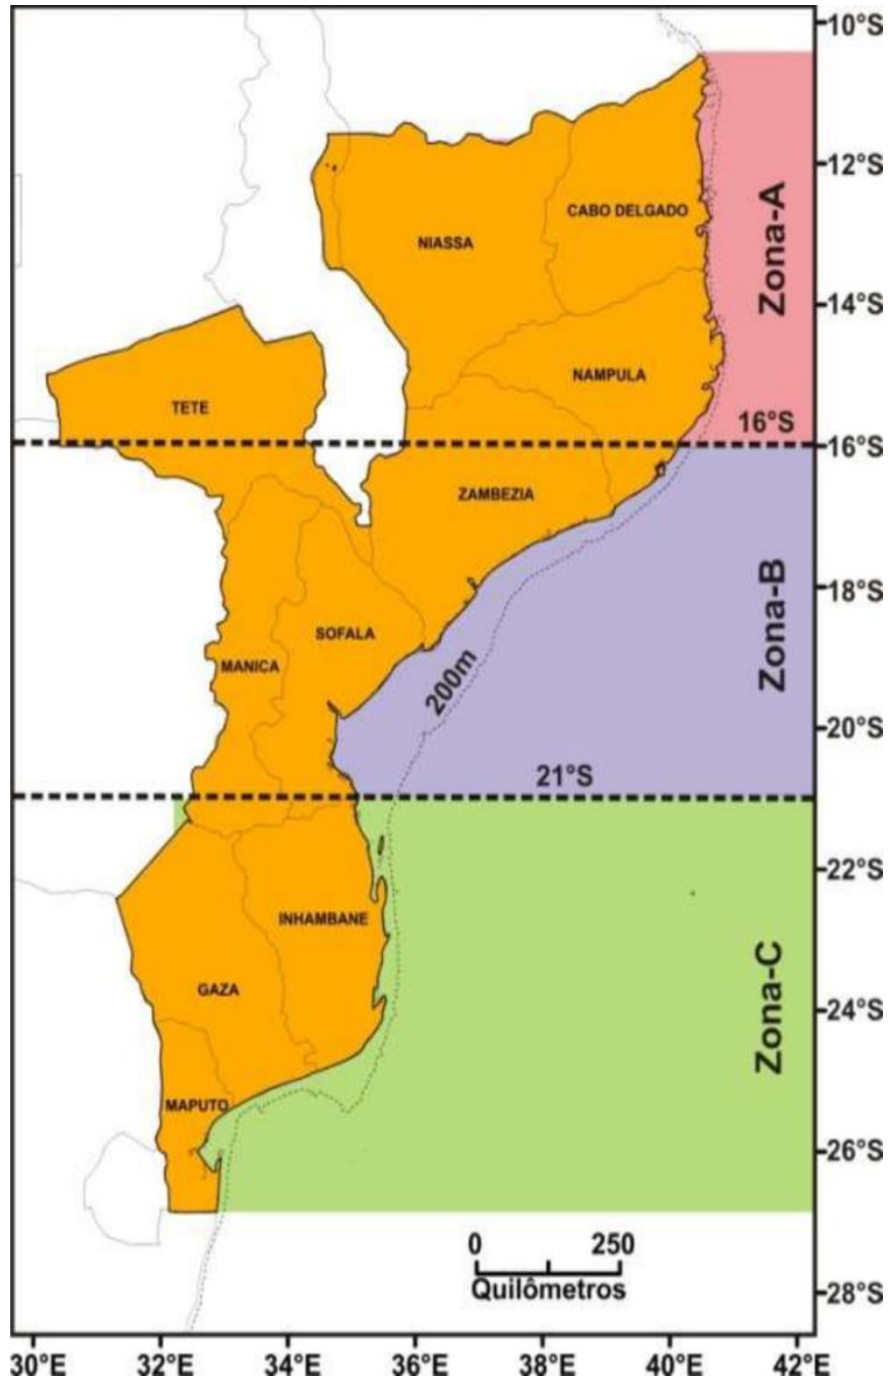 10°S
12°S
CABO DELGADO
NIASSA
Zona-A
14°S
NAMPULA
TETE
16°S
16°S
ZAMBEZIA
Zona-B
18°S
SOFALA
MANICA
200m
20°S
21°S
22°S
INHAMBANE
Zona-C
GAZA
24°S
MAPUTO
26°S
0 250
Quilômetros
28°S
30°E 32°E 34°E 36°E 38°E 40°E 42°E